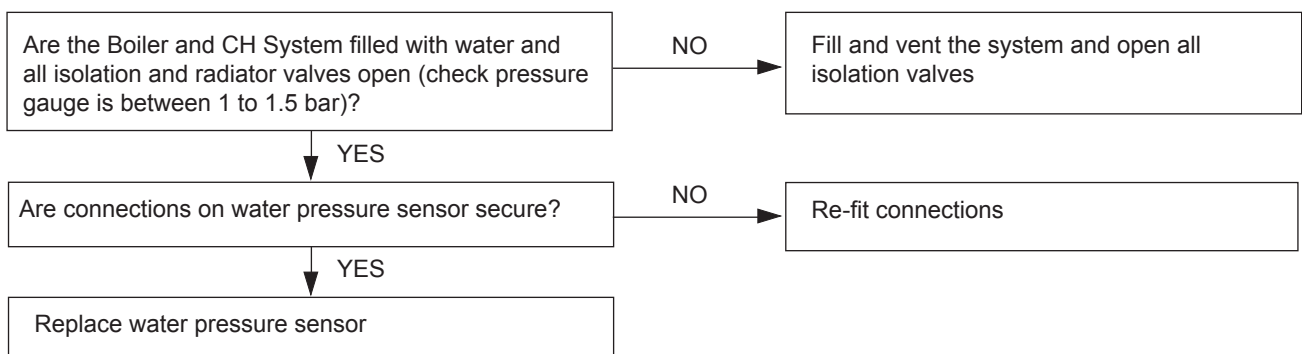 Are the Boiler and CH System filled with water and
all isolation and radiator valves open (check pressure
gauge is between 1 to 1.5 bar)?
NO
Fill and vent the system and open all
isolation valves
YES
Are connections on water pressure sensor secure?
NO
Re-fit connections
YES
Replace water pressure sensor